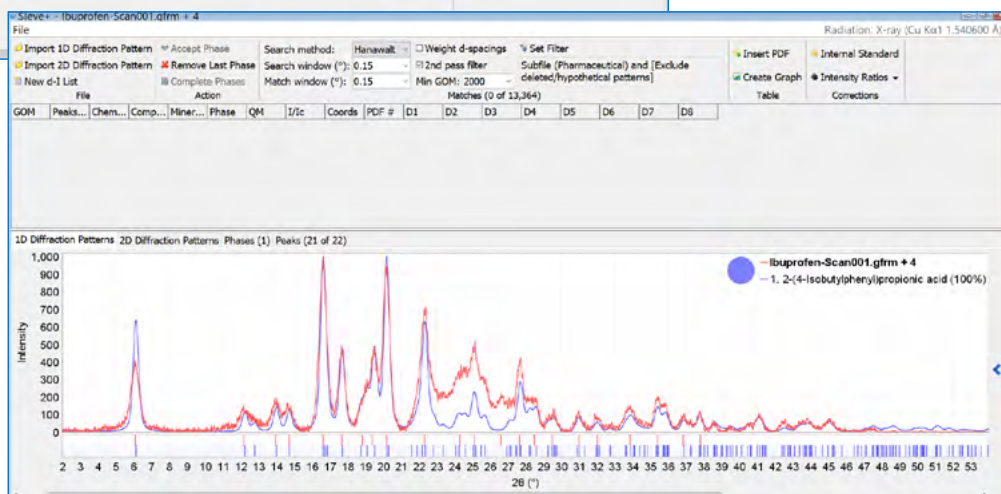 Sieve+ - Ibuprofen-Scan001.gfrm + 4
File
Radiation: X-ray (Cu Kα1 1.540600 Å)
Import 1D Diffraction Pattern Accept Phase Search method: Hanawalt Weight d-spacings Set Filter Insert PDF Internal Standard
Import 2D Diffraction Pattern Remove Last Phase Search window (°): 0.15 2nd pass filter Subfile (Pharmaceutical) and [Exclude
New d-I List Complete Phases Match window (°): 0.15 Min GOM: 2000 deleted/hypothetical patterns] Create Graph Intensity Ratios
File Action Matches (0 of 13,364) Table Corrections
GOM Peaks... Chem... Comp... Miner... Phase QM I/Ic Coords PDF # D1 D2 D3 D4 D5 D6 D7 D8
1D Diffraction Patterns 2D Diffraction Patterns Phases (1) Peaks (21 of 22)
Ibuprofen-Scan001.gfrm + 4
1. 2-(4-Isobutylphenyl)propionic acid (100%)
Intensity
1,000
900
800
700
600
500
400
300
200
100
0
2 3 4 5 6 7 8 9 10 11 12 13 14 15 16 17 18 19 20 21 22 23 24 25 26 27 28 29 30 31 32 33 34 35 36 37 38 39 40 41 42 43 44 45 46 47 48 49 50 51 52 53
2θ (°)